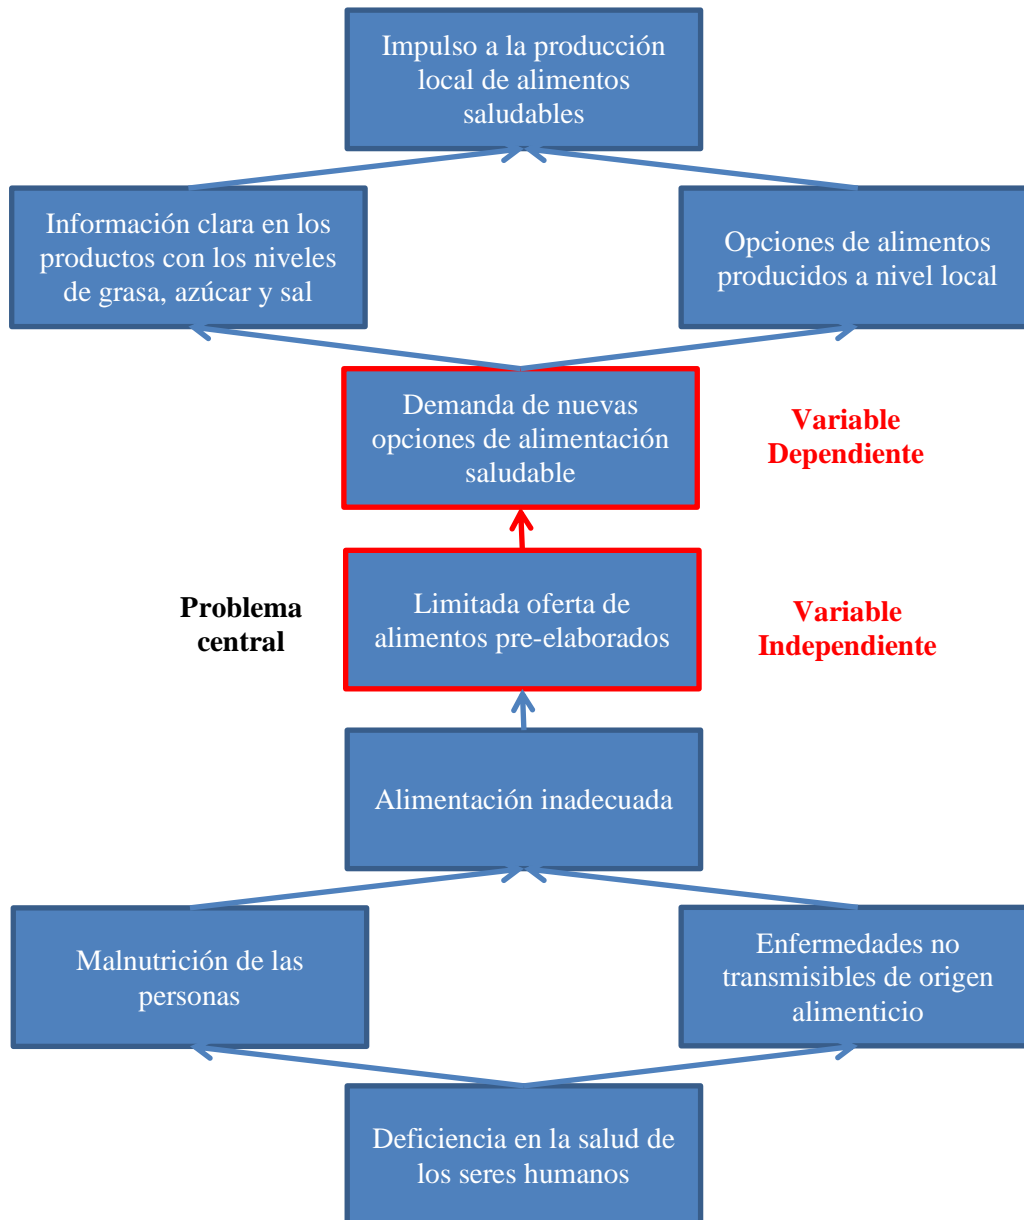 Impulso a la producción
local de alimentos
saludables
Información clara en los
productos con los niveles
de grasa, azúcar y sal
Opciones de alimentos
producidos a nivel local
Demanda de nuevas
opciones de alimentación
saludable
Variable
Dependiente
Problema
central
Limitada oferta de
alimentos pre-elaborados
Variable
Independiente
Alimentación inadecuada
Malnutrición de las
personas
Enfermedades no
transmisibles de origen
alimenticio
Deficiencia en la salud de
los seres humanos